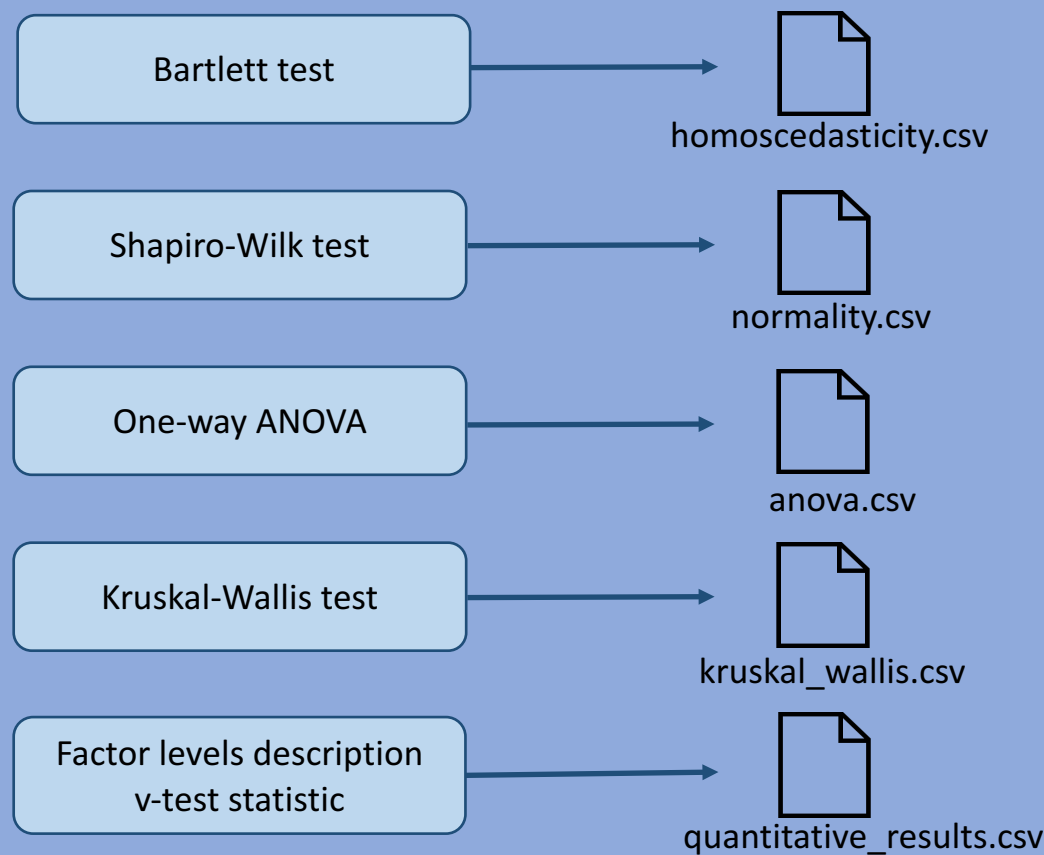 Bartlett test
homoscedasticity.csv
Shapiro-Wilk test
normality.csv
One-way ANOVA
anova.csv
Kruskal-Wallis test
kruskal_wallis.csv
Factor levels description
v-test statistic
quantitative_results.csv